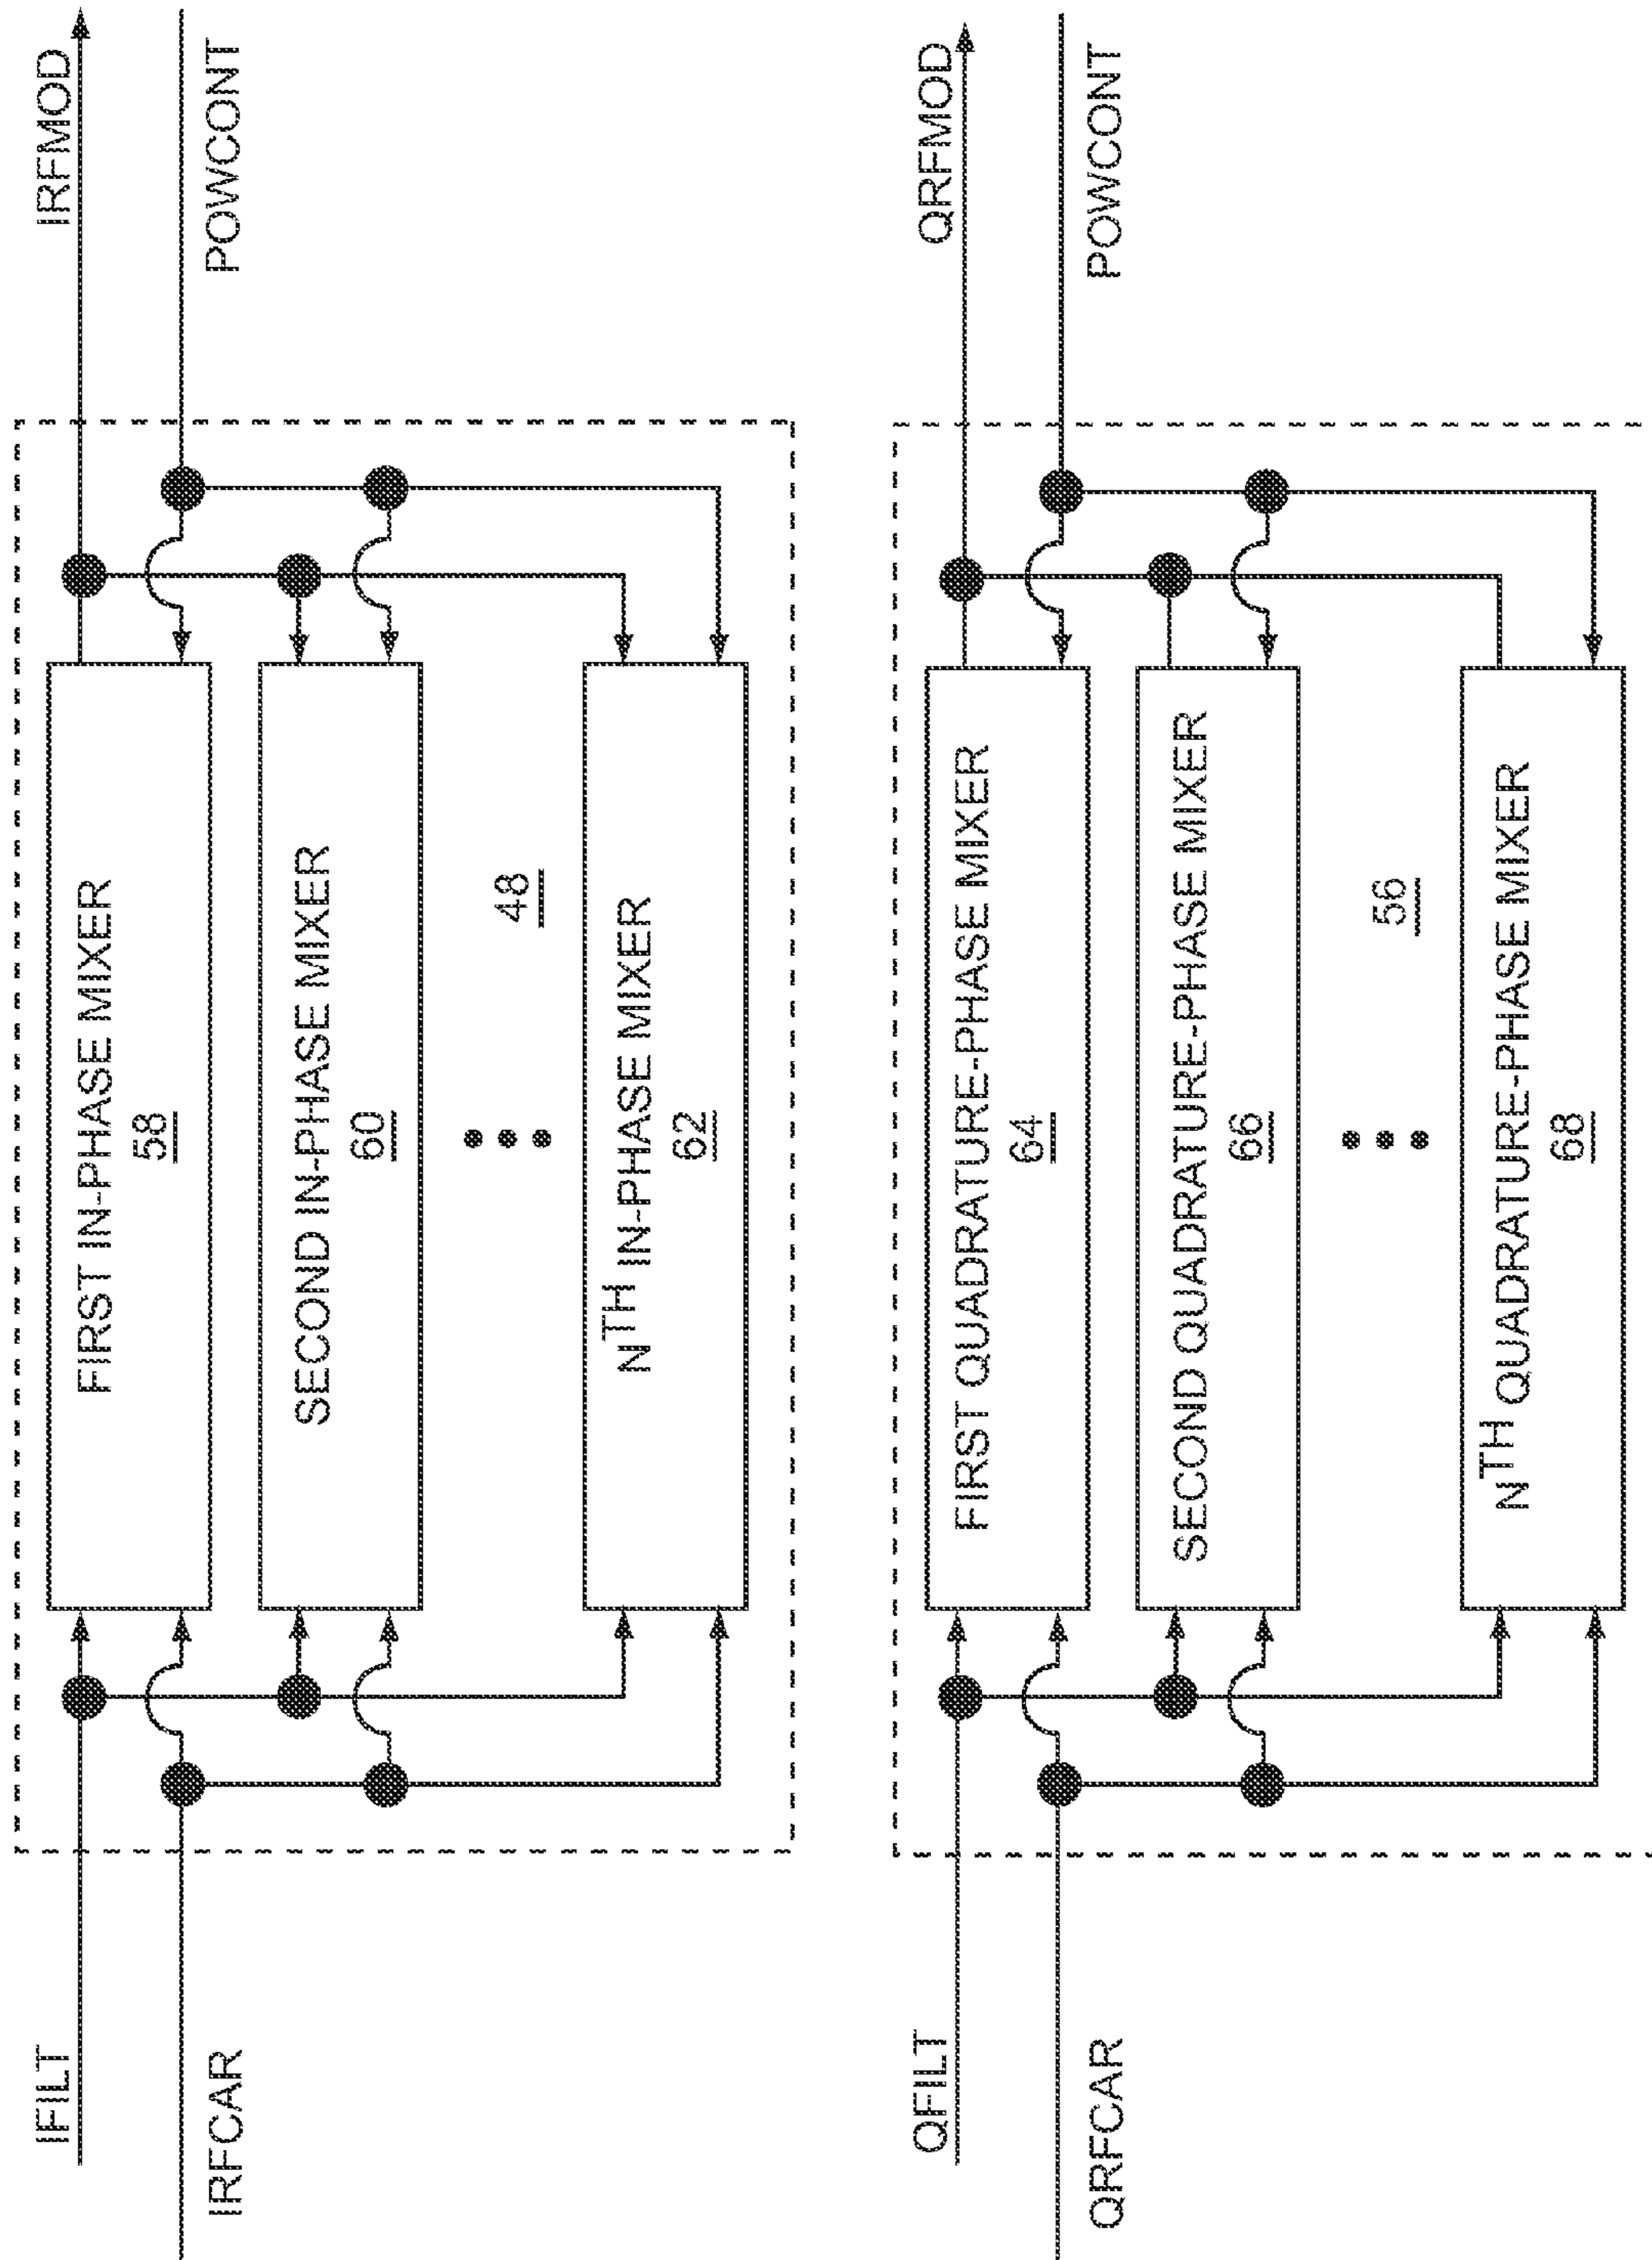 IFILT
IRFCAR
FIRST IN-PHASE MIXER
58
SECOND IN-PHASE MIXER
60
48
NTH IN-PHASE MIXER
62
IRFMOD
POWCONT
QFILT
QRFCAR
FIRST QUADRATURE-PHASE MIXER
64
SECOND QUADRATURE-PHASE MIXER
66
56
NTH QUADRATURE-PHASE MIXER
68
QRFMOD
POWCONT